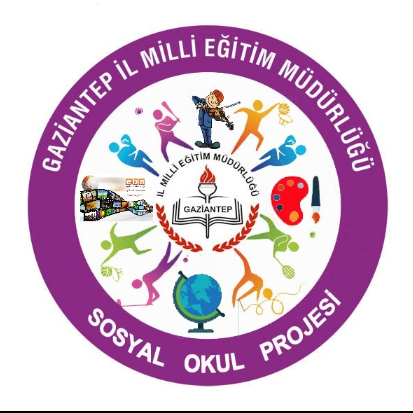 GAZİANTEP İL MİLLİ EĞİTİM MÜDÜRLÜĞÜ
İL MİLLİ EĞİTİM MÜDÜRLÜĞÜ
GAZİANTEP
SOSYAL OKUL PROJESİ